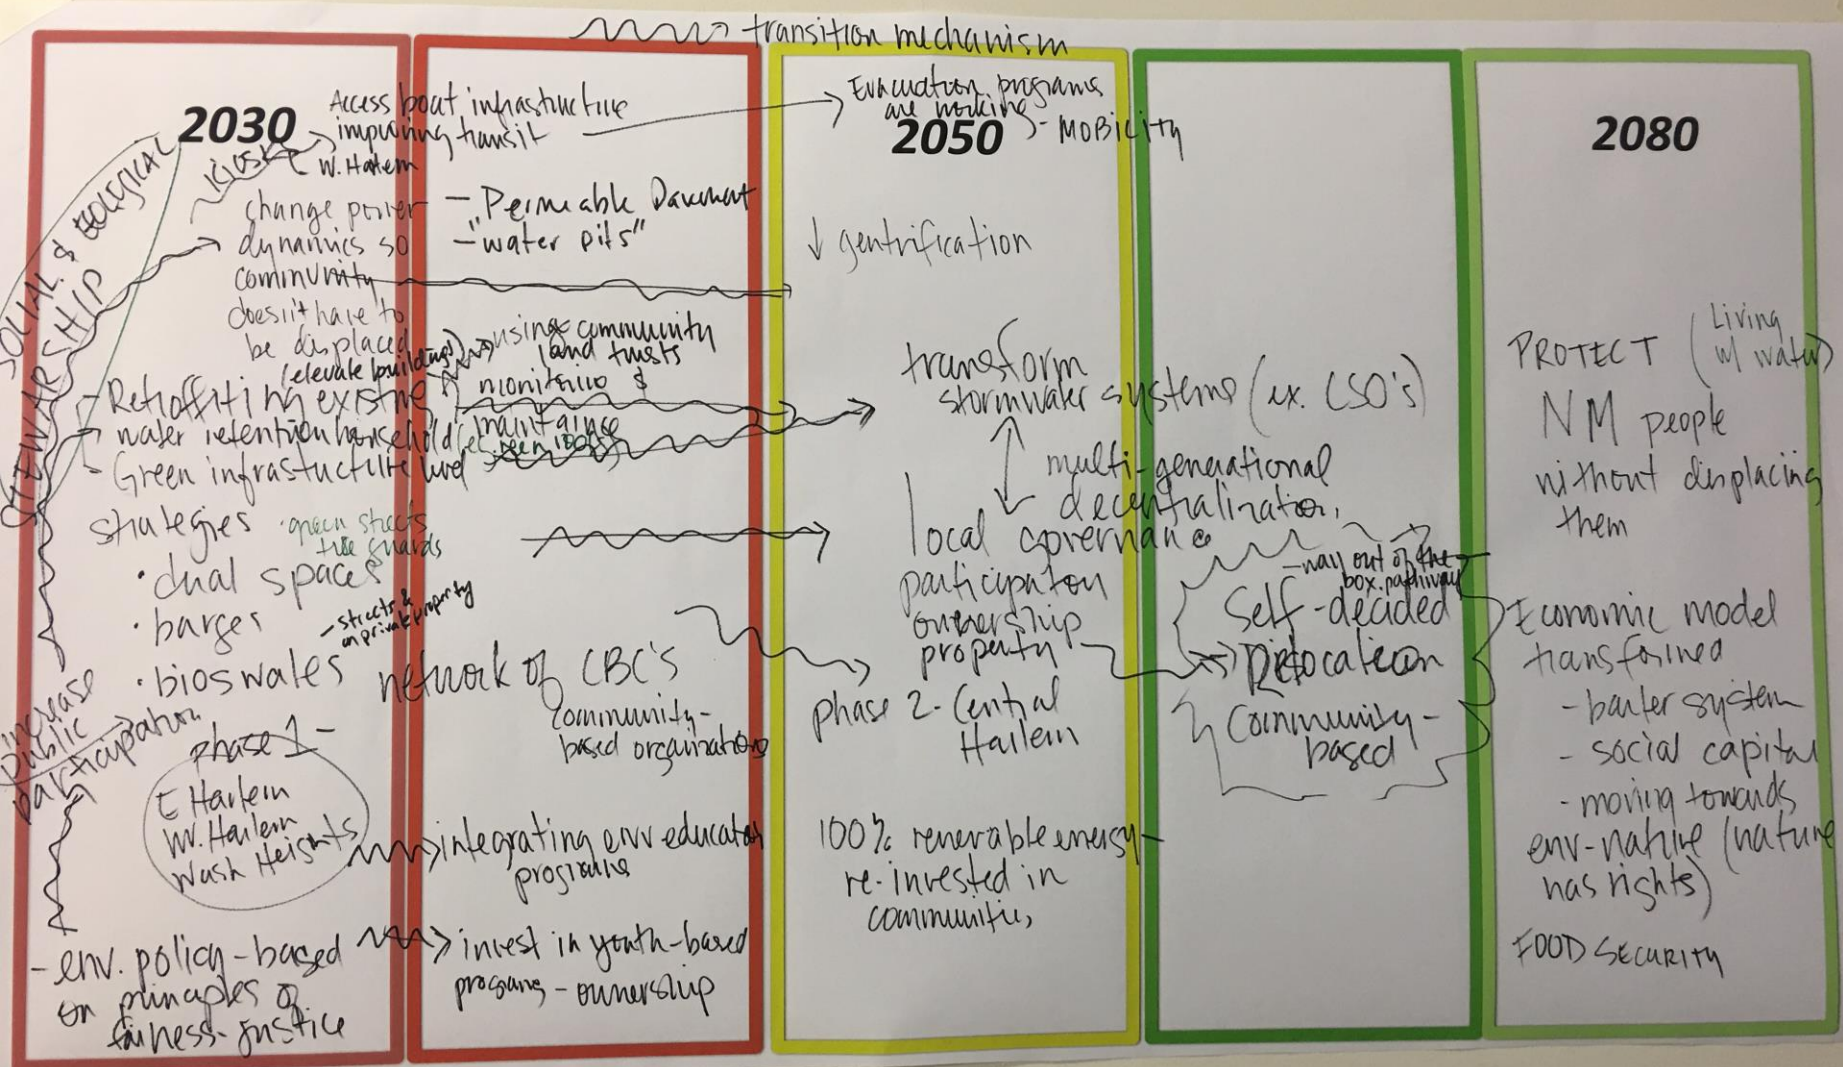 transition mechanism
2030
Access boat infrastructure
improving transit
W. Harlem
Kiosk
SOCIAL & ECOLOGICAL
STEWARSHIP
change power
dynamics so
community
doesn't have to
be displaced
(elevate buildings)
- Retrofitting existing
water retention household
- Green infrastructure level
(green roofs)
strategies
• green streets
tree guards
• dual spaces
• barges
• bioswales
- streets &
on private property
increase
public
participation
phase 1 -
E Harlem
W. Harlem
Wash Heights
- env. policy - based
on principles of
fairness - justice
- "Permeable Pavement
- "water pits"
using community
land trusts
monitoring &
maintaince
network of CBC's
community-
based organizations
integrating env education
programs
invest in youth-based
programs - ownership
Evacuation programs
are working
- MOBILITY
2050
↓ gentrification
transform
stormwater systems (ex. CSO's)
multi-generational
decentralization
local governance
participation
ownership
property
phase 2 - Central
Harlem
100% renewable energy -
re-invested in
communities
- way out of the
box pathway
Self-decided
Relocation
Community-
based
2080
PROTECT (Living
w/ water)
NM people
without displacing
them
Economic model
transformed
- barter system
- social capital
- moving towards
env-native (nature
has rights)
FOOD SECURITY